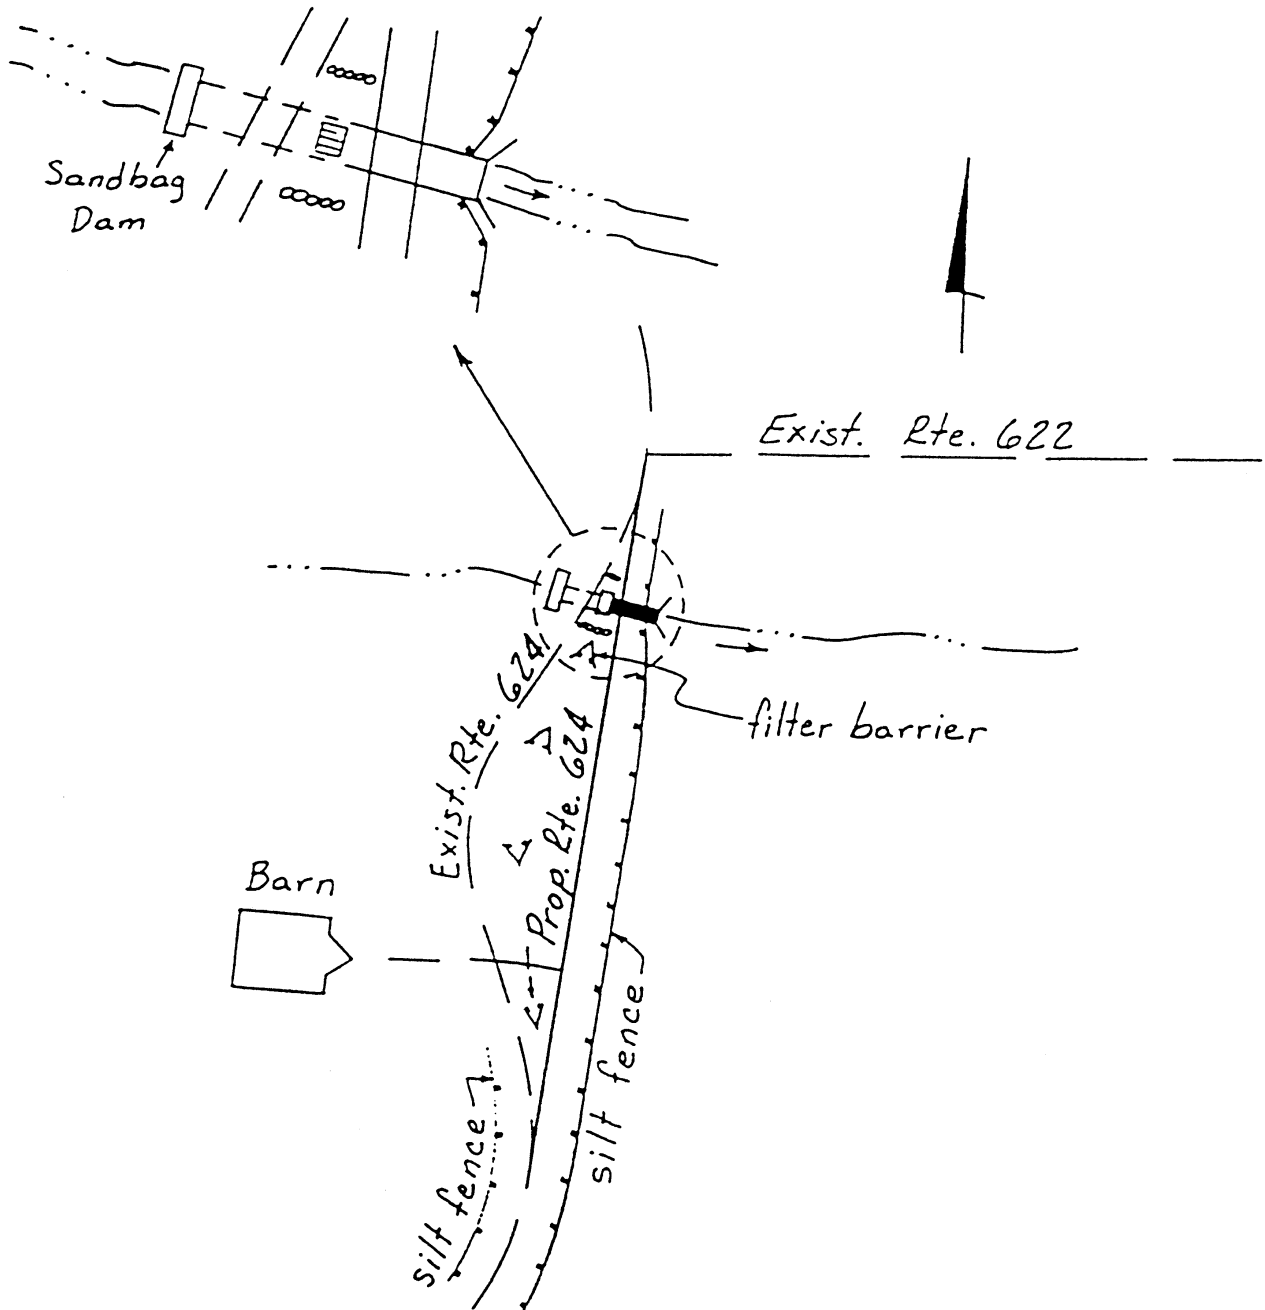 Sandbag
Dam
Exist. Rte. 622
Exist. Rte. 624
Prop. Rte. 624
filter barrier
Barn
silt fence
silt fence